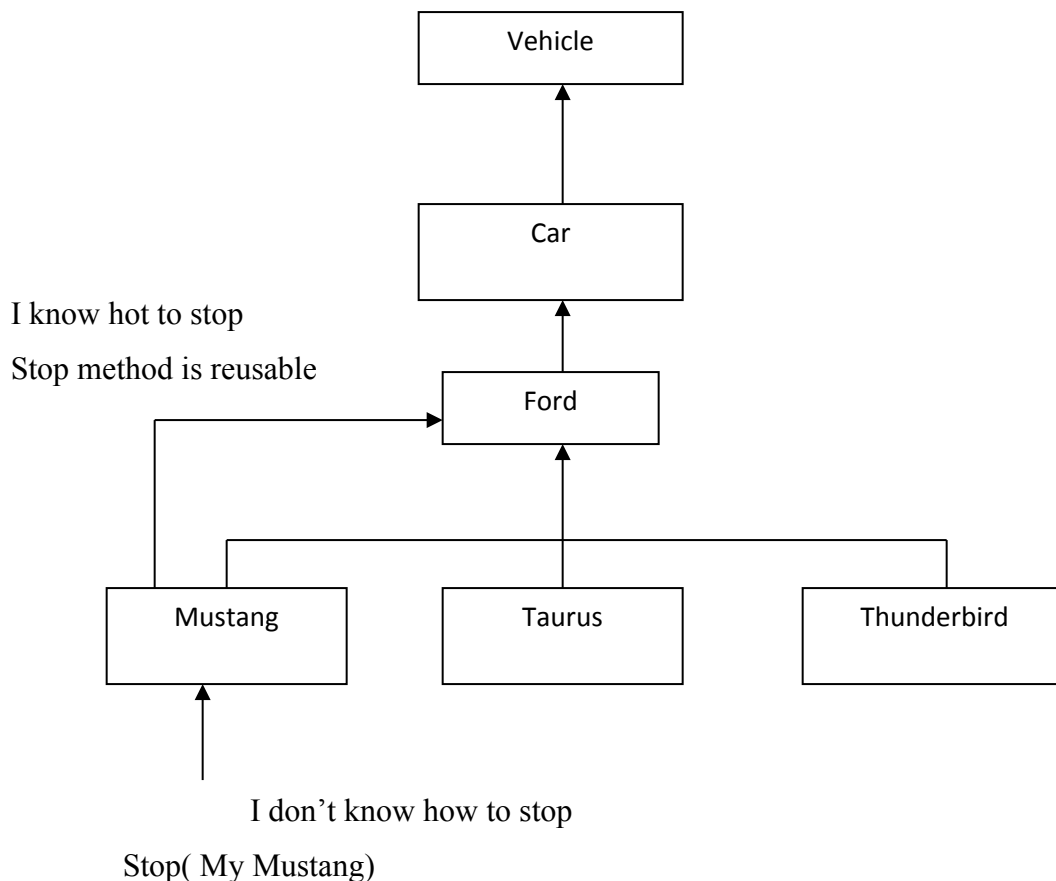 Vehicle
Car
I know hot to stop
Stop method is reusable
Ford
Mustang
Taurus
Thunderbird
I don’t know how to stop
Stop( My Mustang)